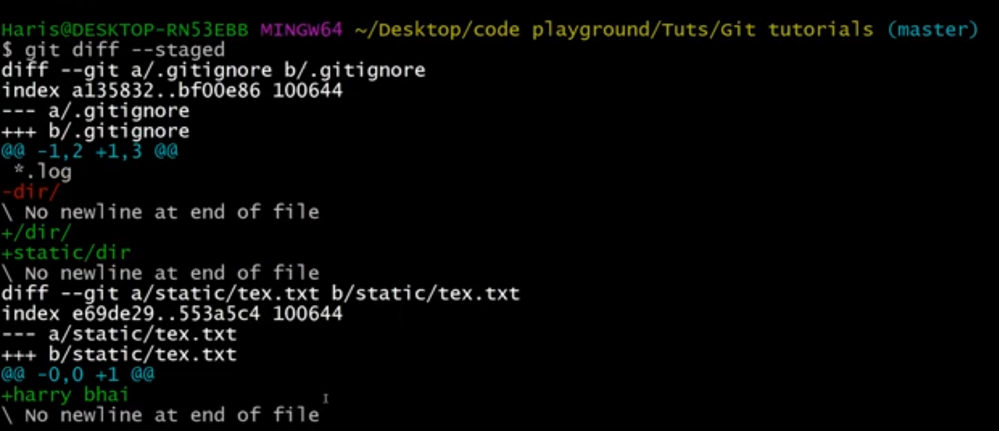 Haris@DESKTOP-RN53EBB MINGW64 ~/Desktop/code playground/Tuts/Git tutorials (master)
$ git diff --staged
diff --git a/.gitignore b/.gitignore
index a135832..bf00e86 100644
--- a/.gitignore
+++ b/.gitignore
@@ -1,2 +1,3 @@
 *.log
-dir/
\ No newline at end of file
+/dir/
+static/dir
\ No newline at end of file
diff --git a/static/tex.txt b/static/tex.txt
index e69de29..553a5c4 100644
--- a/static/tex.txt
+++ b/static/tex.txt
@@ -0,0 +1 @@
+harry bhai
\ No newline at end of file